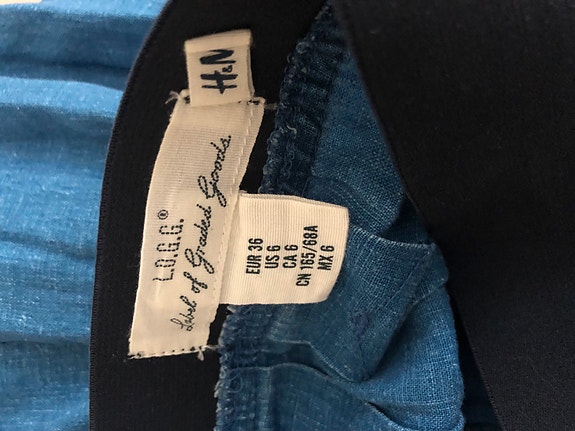 H&M
L.O.G.G.®
Label of Graded Goods.
EUR 36
US 6
CA 6
CN 165/68A
MX 6